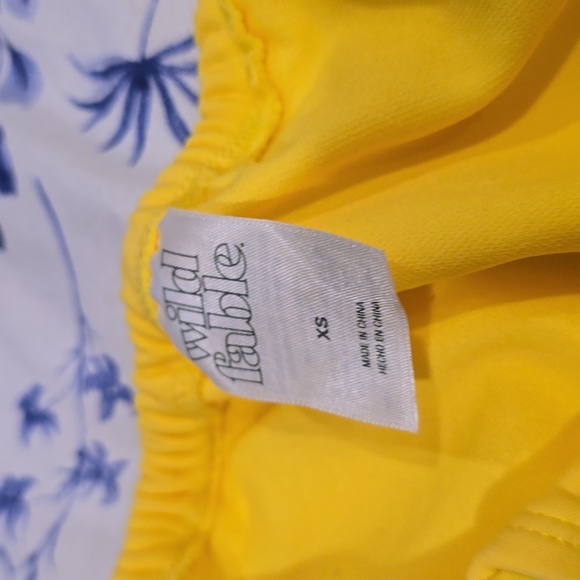 wild
fable.
XS
MADE IN CHINA
HECHO EN CHINA